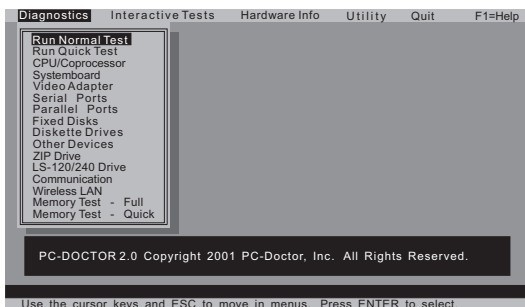 Diagnostics Interactive Tests Hardware Info Utility Quit F1=Help
Run Normal Test
Run Quick Test
CPU/Coprocessor
Systemboard
Video Adapter
Serial Ports
Parallel Ports
Fixed Disks
Diskette Drives
Other Devices
ZIP Drive
LS-120/240 Drive
Communication
Wireless LAN
Memory Test - Full
Memory Test - Quick
PC-DOCTOR 2.0 Copyright 2001 PC-Doctor, Inc. All Rights Reserved.
Use the cursor keys and ESC to move in menus. Press ENTER to select.